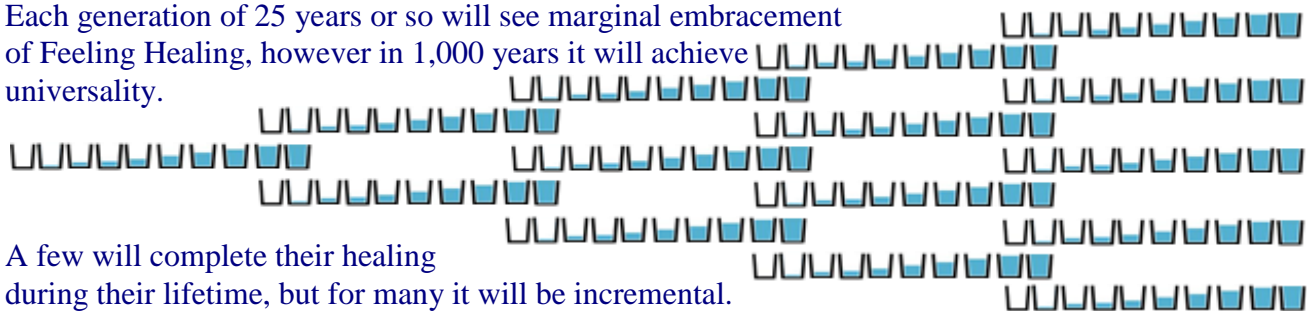 Each generation of 25 years or so will see marginal embracement
of Feeling Healing, however in 1,000 years it will achieve
universality.
A few will complete their healing
during their lifetime, but for many it will be incremental.